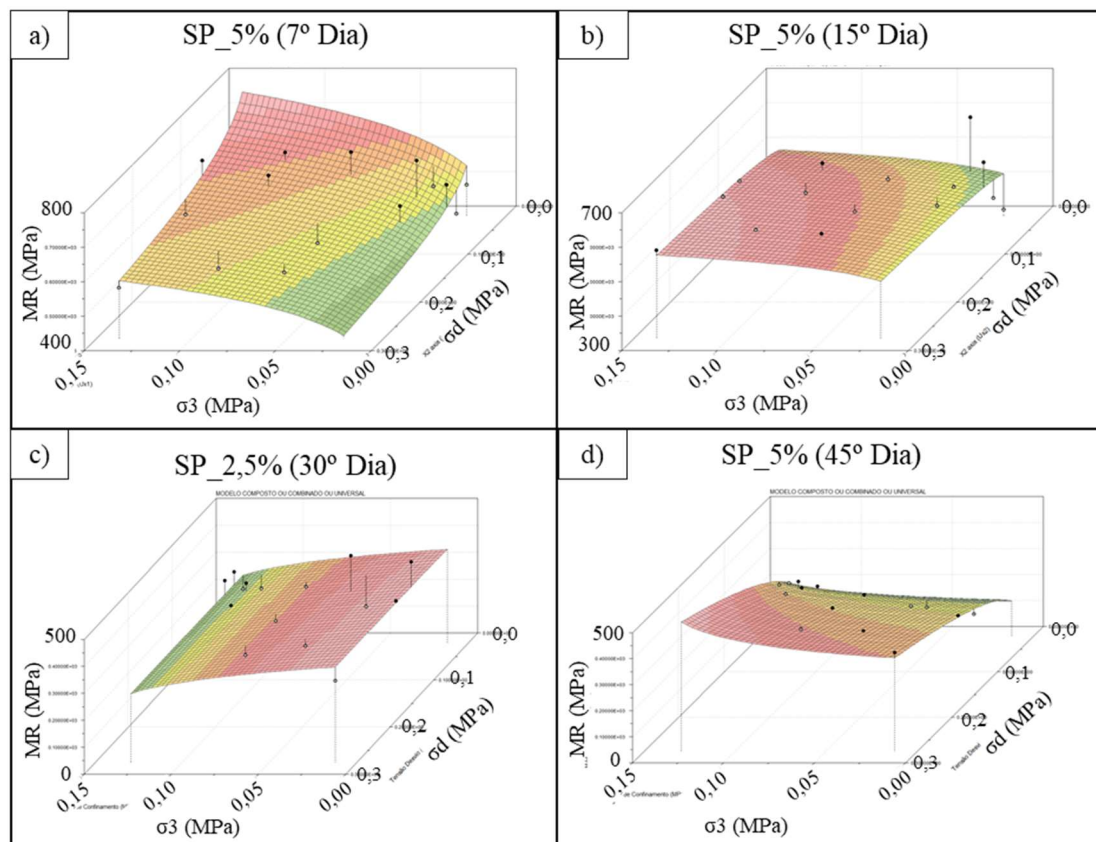 a)
SP_5% (7º Dia)
800
MR (MPa)
400
0,15
0,10
0,05
0,00
σ3 (MPa)
0,0
0,1
0,2
0,3
σd (MPa)
b)
SP_5% (15º Dia)
700
MR (MPa)
300
0,15
0,10
0,05
0,00
σ3 (MPa)
0,0
0,1
0,2
0,3
σd (MPa)
c)
SP_2,5% (30º Dia)
MODELO COMPOSTO OU COMBINADO OU UNIVERSAL
500
MR (MPa)
0
0,15
0,10
0,05
0,00
σ3 (MPa)
0,0
0,1
0,2
0,3
σd (MPa)
d)
SP_5% (45º Dia)
MODELO COMPOSTO OU COMBINADO OU UNIVERSAL
500
MR (MPa)
0
0,15
0,10
0,05
0,00
σ3 (MPa)
0,0
0,1
0,2
0,3
σd (MPa)